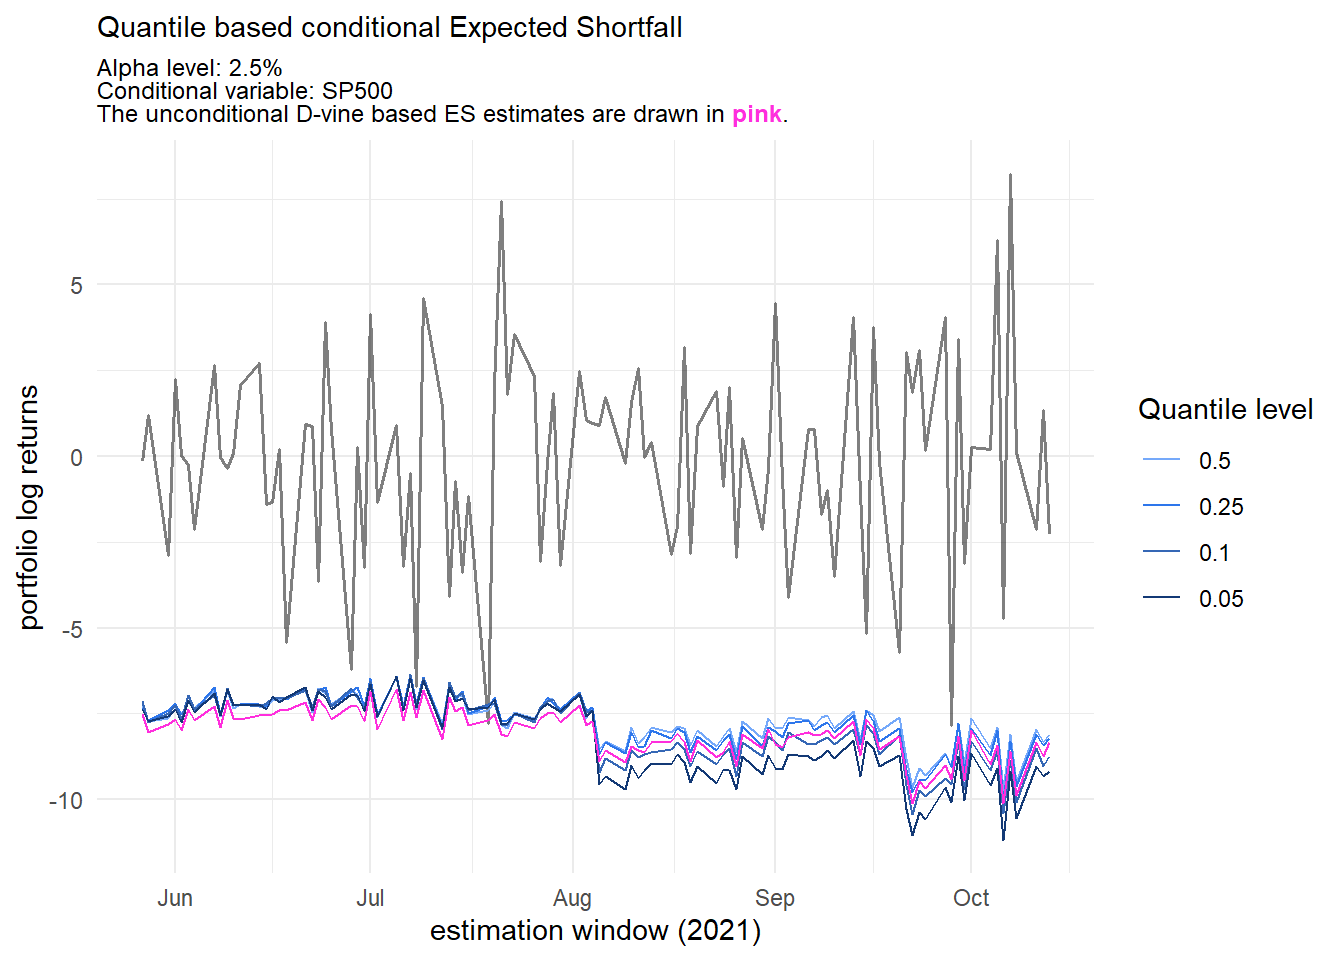 Quantile based conditional Expected Shortfall
Alpha level: 2.5%
Conditional variable: SP500
The unconditional D-vine based ES estimates are drawn in pink.
portfolio log returns
5
0
-5
-10
Jun Jul Aug Sep Oct
estimation window (2021)
Quantile level
0.5
0.25
0.1
0.05